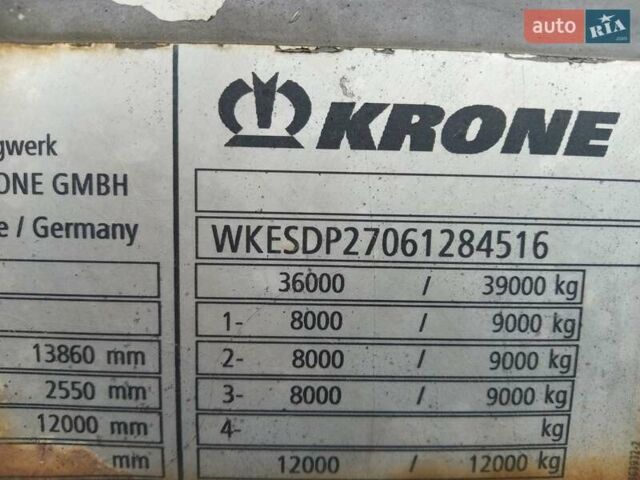 auto RIA .com
KRONE
gwerk
ONE GMBH
e / Germany
WKESDP27061284516
36000 / 39000 kg
1- 8000 / 9000 kg
13860 mm 2- 8000 / 9000 kg
2550 mm 3- 8000 / 9000 kg
12000 mm 4- kg
mm 12000 / 12000 kg